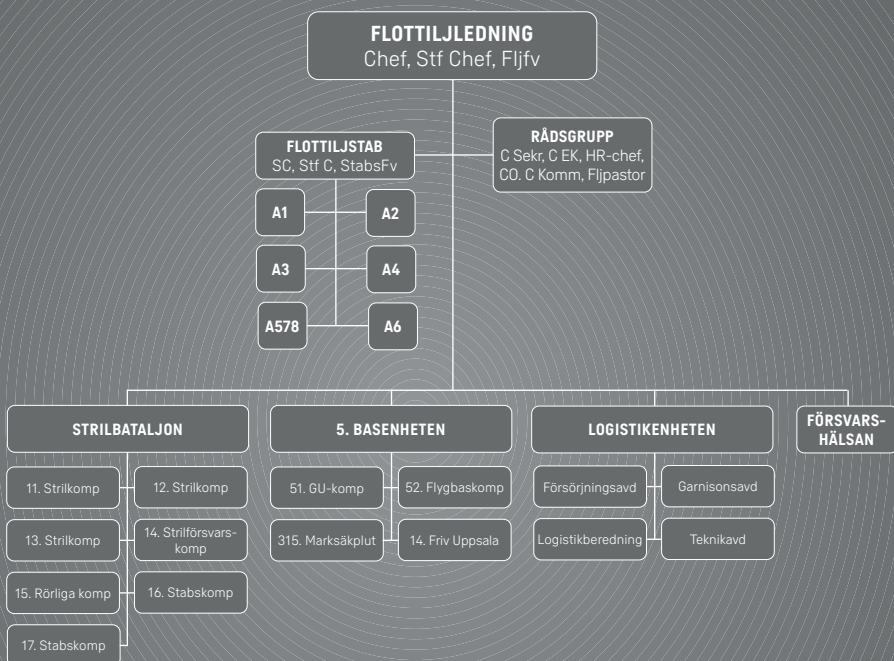 FLOTTILJLEDNING
Chef, Stf Chef, Fljfv
FLOTTILJSTAB
SC, Stf C, StabsFv
RÅDSGRUPP
C Sekr, C EK, HR-chef,
CO. C Komm, Fljpastor
A1
A2
A3
A4
A578
A6
STRILBATALJON
11. Strilkomp
12. Strilkomp
13. Strilkomp
14. Strilförsvars-
komp
15. Rörliga komp
16. Stabskomp
17. Stabskomp
5. BASENHETEN
51. GU-komp
52. Flygbaskomp
315. Marksäkplut
14. Friv Uppsala
LOGISTIKENHETEN
Försörjningsavd
Garnisonsavd
Logistikberedning
Teknikavd
FÖRSVARS-
HÄLSAN